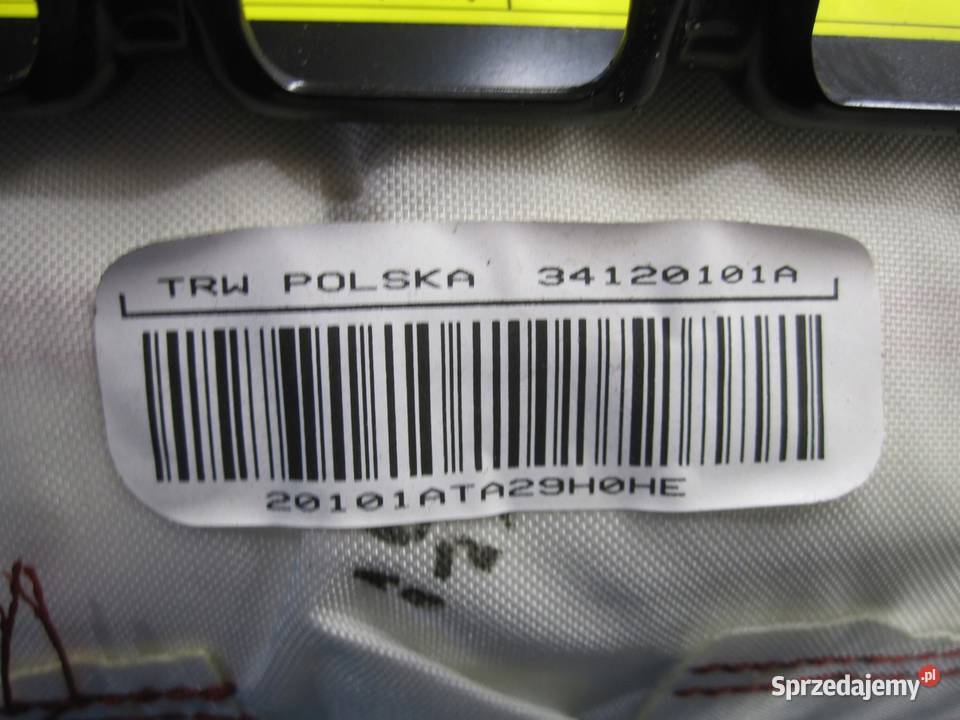 TRW POLSKA 34120101A
20101ATA29H0HE
Sprzedajemy.pl